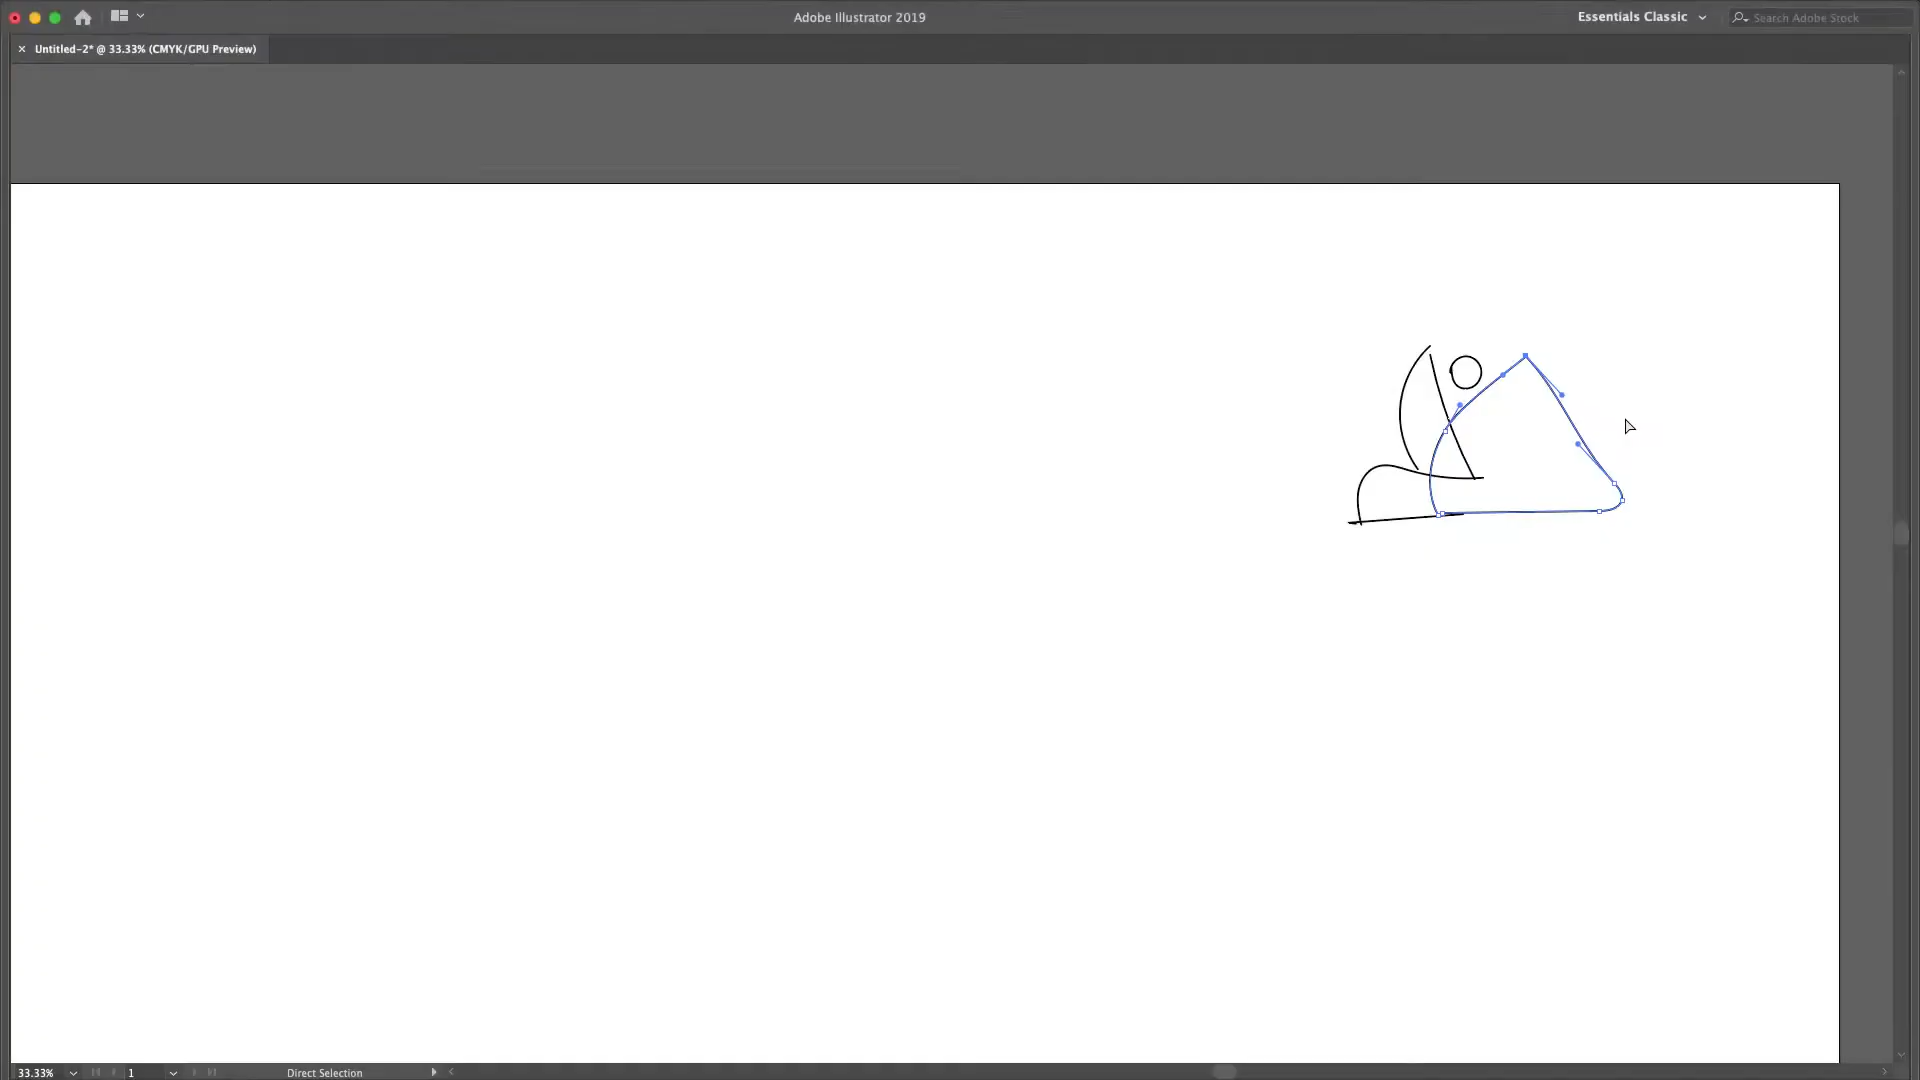 Adobe Illustrator 2019
Essentials Classic
Search Adobe Stock
Untitled-2* @ 33.33% (CMYK/GPU Preview)
33.33%
1
Direct Selection